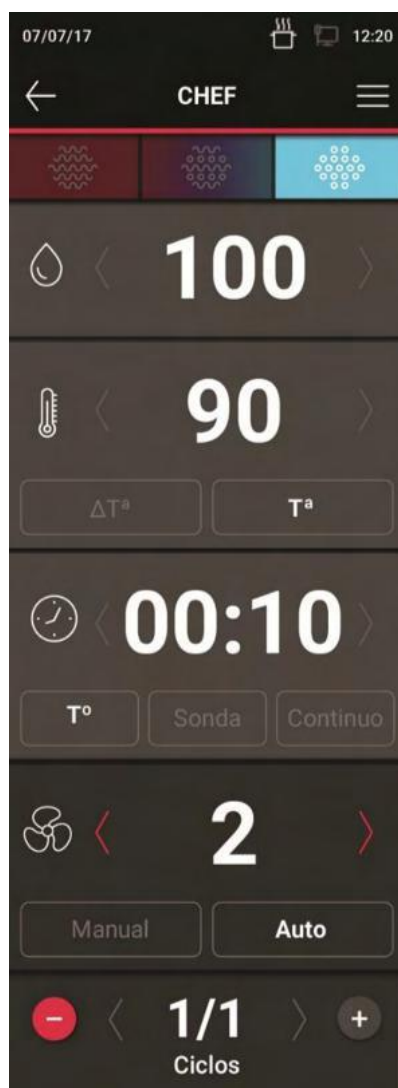 07/07/17 12:20
CHEF
100
90
ΔTª Tª
00:10
Tº Sonda Continuo
2
Manual Auto
1/1
Ciclos